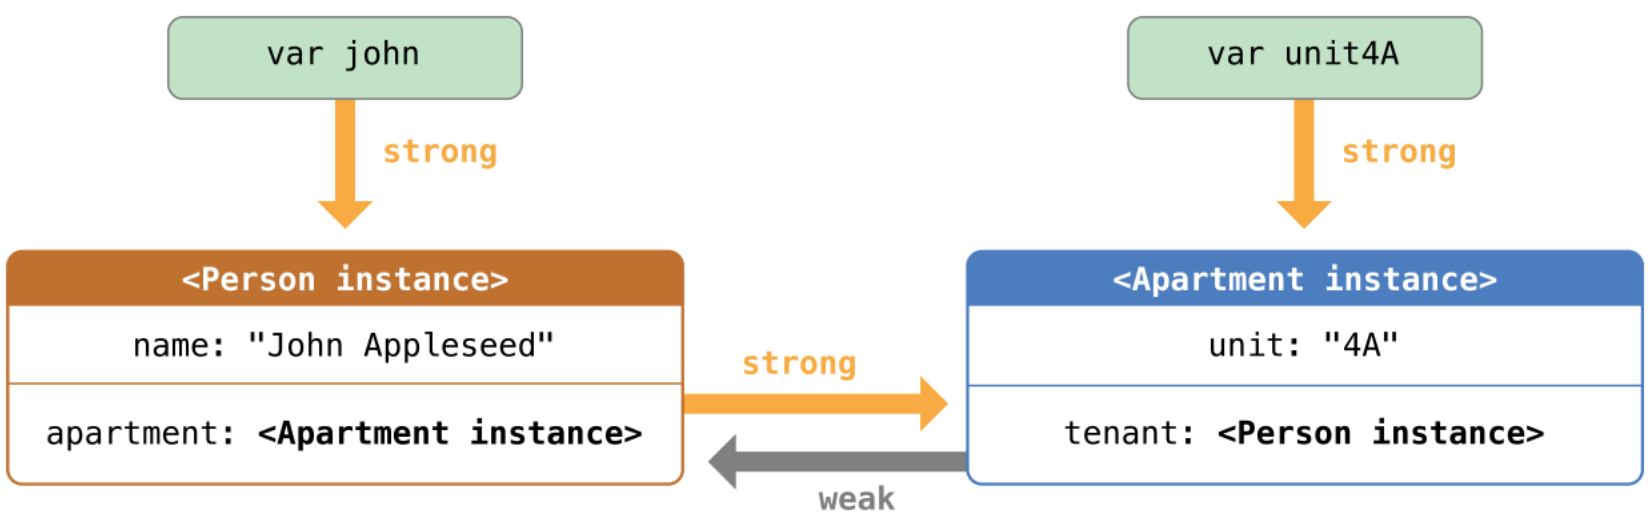 var john
var unit4A
strong
strong
<Person instance>
<Apartment instance>
name: "John Appleseed"
unit: "4A"
strong
apartment: <Apartment instance>
tenant: <Person instance>
weak